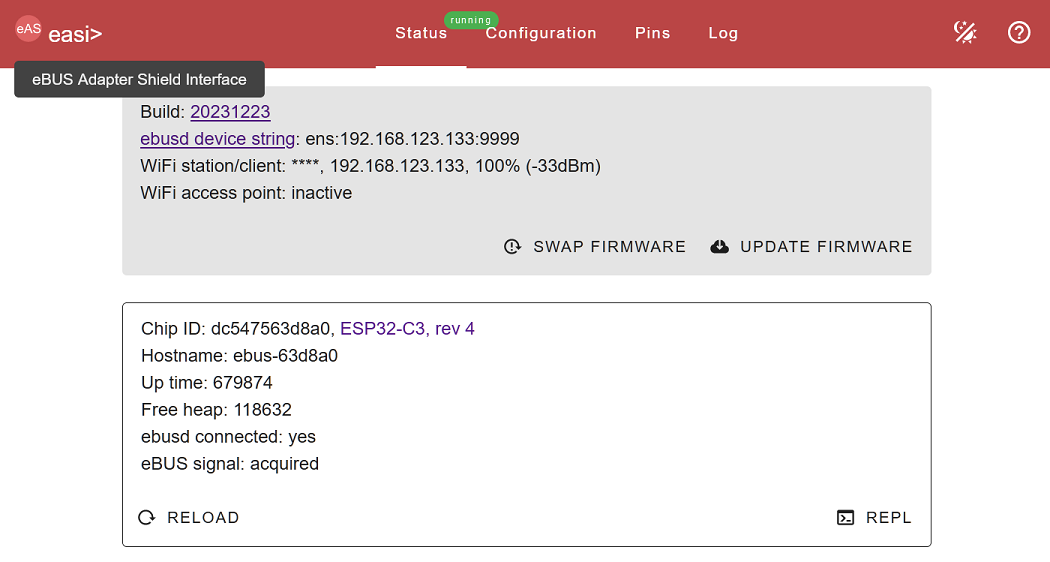 eAS easi>
running
Status Configuration Pins Log
eBUS Adapter Shield Interface
Build: 20231223
ebusd device string: ens:192.168.123.133:9999
WiFi station/client: ****, 192.168.123.133, 100% (-33dBm)
WiFi access point: inactive
SWAP FIRMWARE UPDATE FIRMWARE
Chip ID: dc547563d8a0, ESP32-C3, rev 4
Hostname: ebus-63d8a0
Up time: 679874
Free heap: 118632
ebusd connected: yes
eBUS signal: acquired
RELOAD REPL